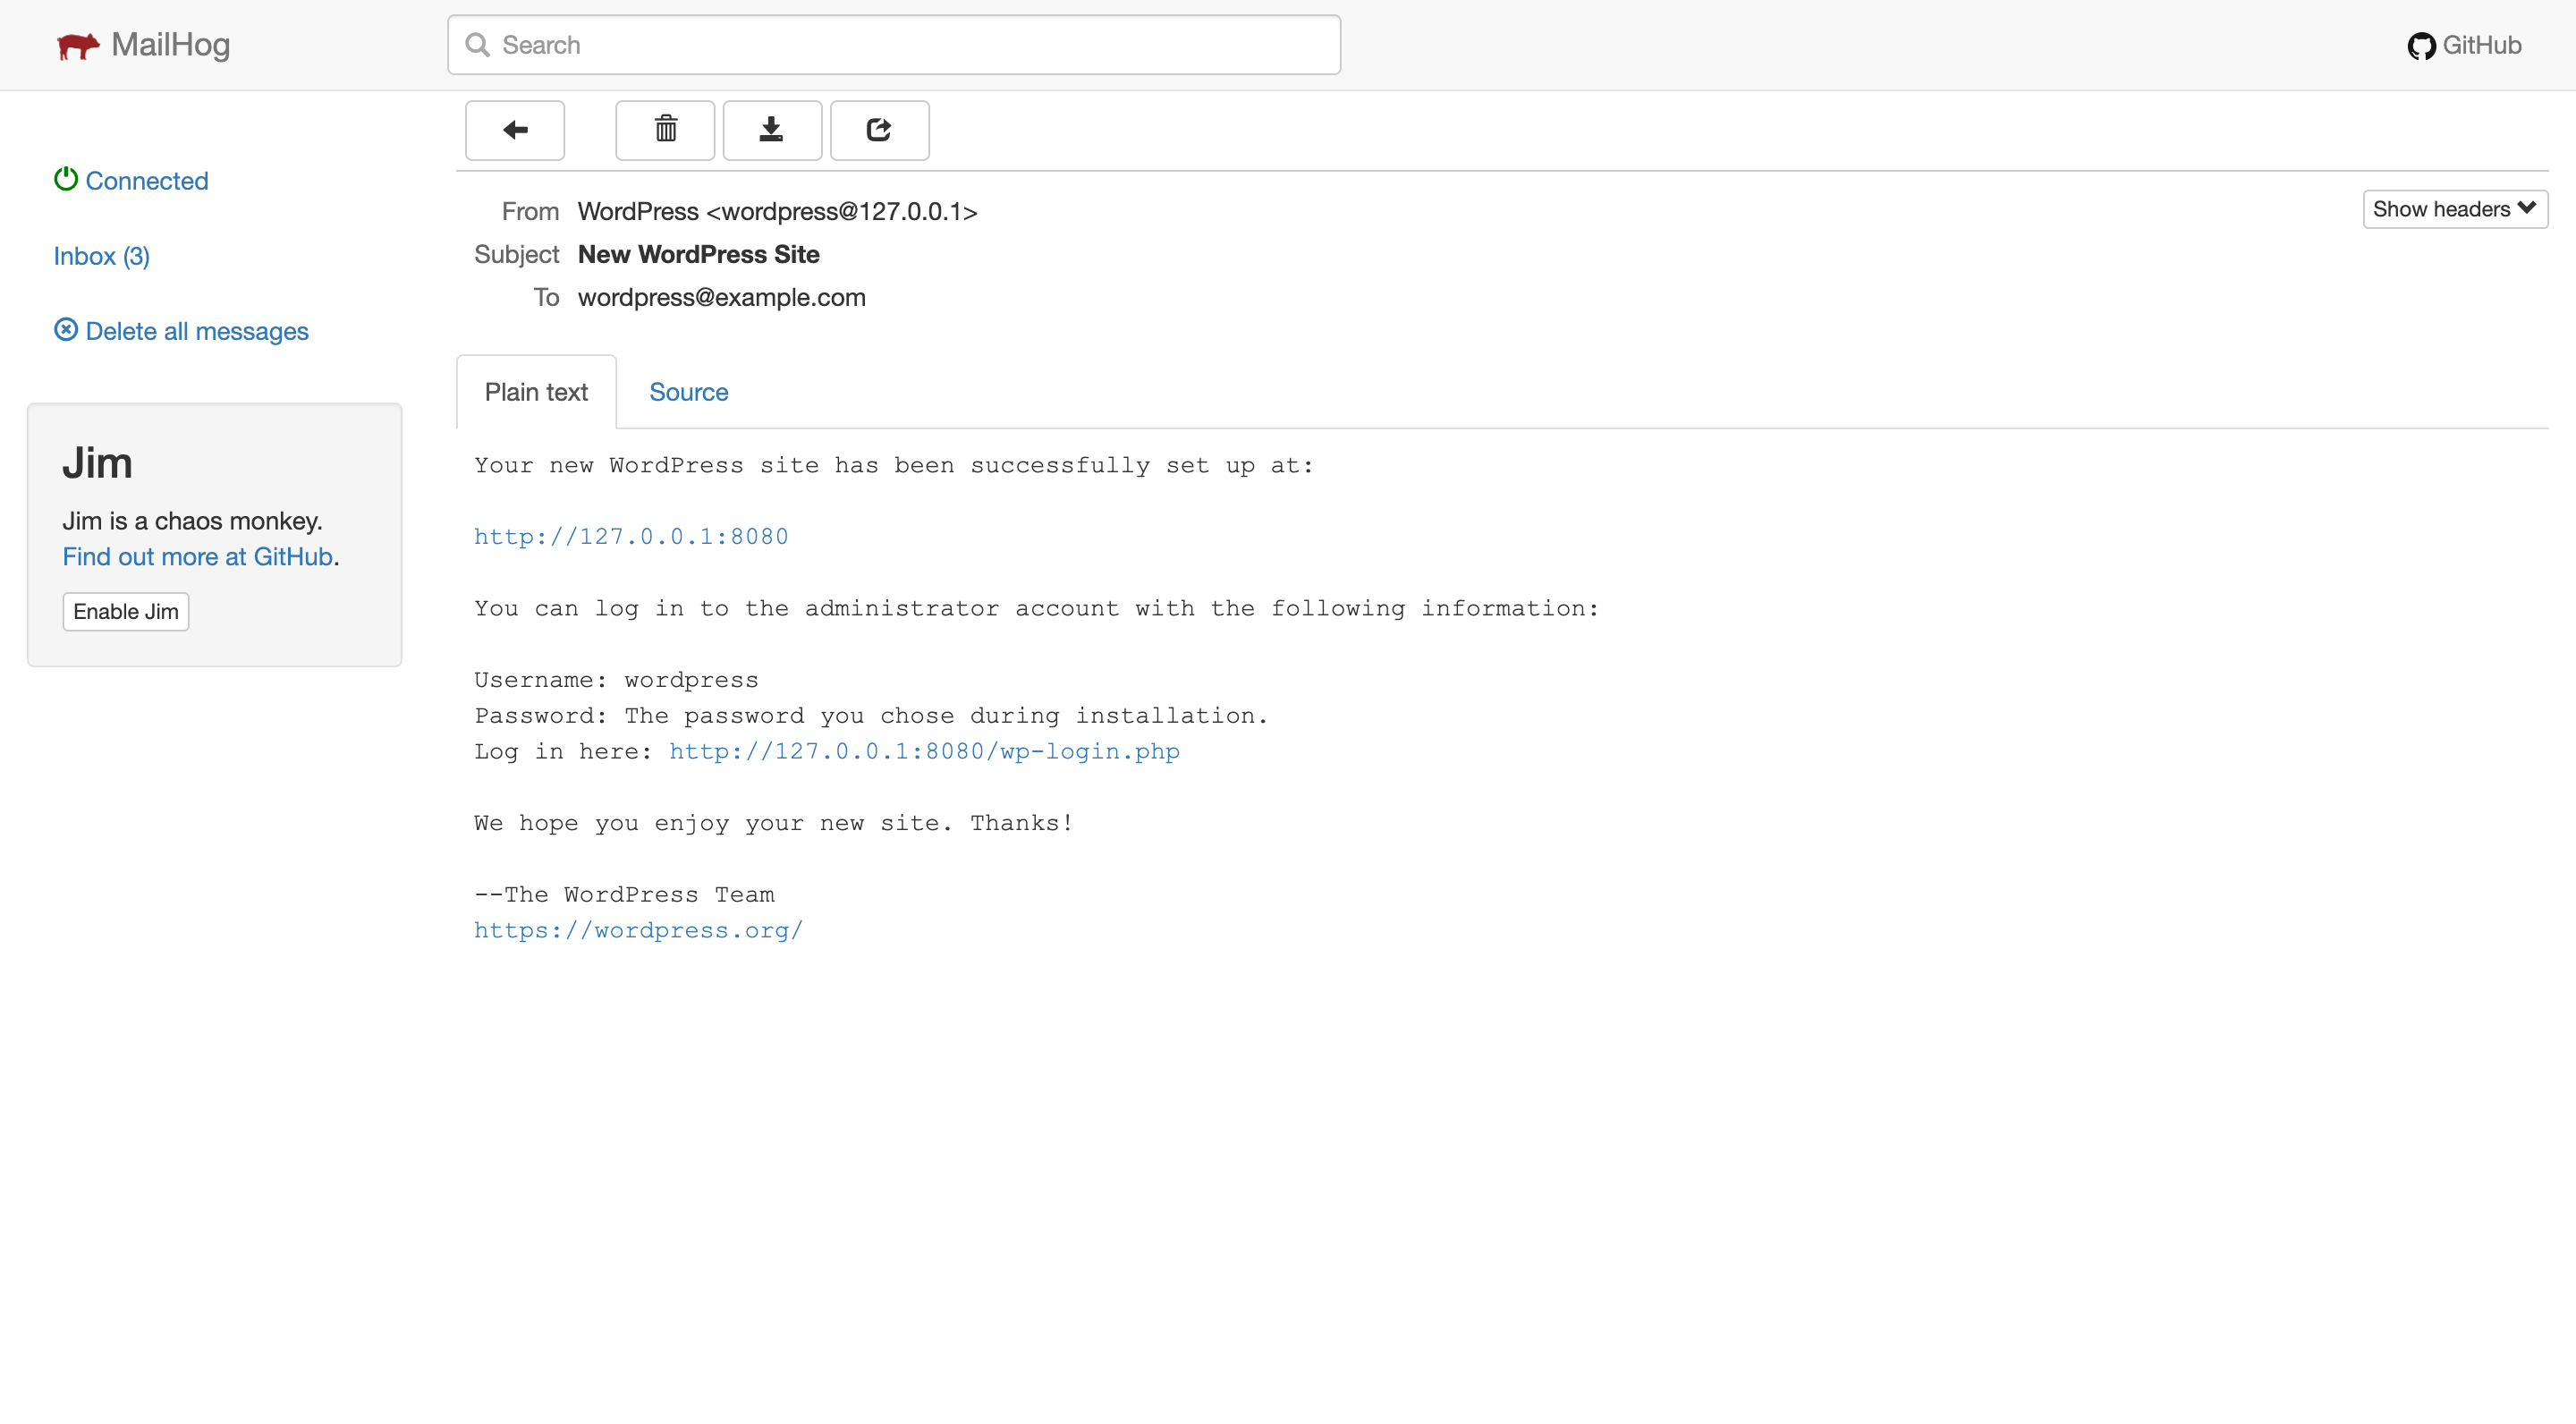 MailHog
Search
GitHub
Connected
Inbox (3)
Delete all messages
Jim
Jim is a chaos monkey.
Find out more at GitHub.
Enable Jim
From WordPress <wordpress@127.0.0.1>
Show headers
Subject New WordPress Site
To wordpress@example.com
Plain text
Source
Your new WordPress site has been successfully set up at:
http://127.0.0.1:8080
You can log in to the administrator account with the following information:
Username: wordpress
Password: The password you chose during installation.
Log in here: http://127.0.0.1:8080/wp-login.php
We hope you enjoy your new site. Thanks!
--The WordPress Team
https://wordpress.org/